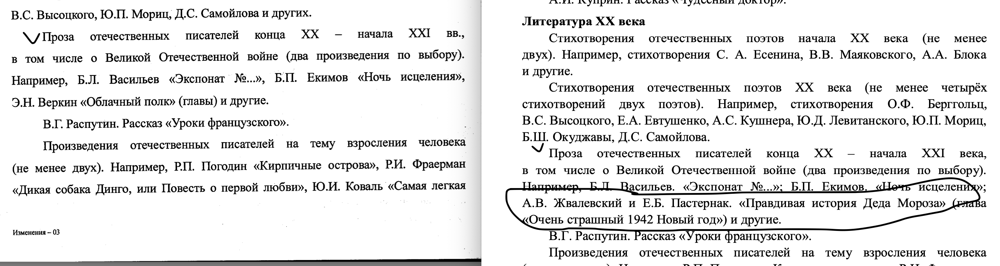 В.С. Высоцкого, Ю.П. Мориц, Д.С. Самойлова и других.
Проза отечественных писателей конца XX – начала XXI вв.,
в том числе о Великой Отечественной войне (два произведения по выбору).
Например, Б.Л. Васильев «Экспонат №...», Б.П. Екимов «Ночь исцеления»,
Э.Н. Веркин «Облачный полк» (главы) и другие.
В.Г. Распутин. Рассказ «Уроки французского».
Произведения отечественных писателей на тему взросления человека
(не менее двух). Например, Р.П. Погодин «Кирпичные острова», Р.И. Фраерман
«Дикая собака Динго, или Повесть о первой любви», Ю.И. Коваль «Самая легкая
Изменения – 03
А.И. Куприн. Рассказ «Чудесный доктор».
Литература XX века
Стихотворения отечественных поэтов начала XX века (не менее
двух). Например, стихотворения С. А. Есенина, В.В. Маяковского, А.А. Блока
и другие.
Стихотворения отечественных поэтов XX века (не менее четырёх
стихотворений двух поэтов). Например, стихотворения О.Ф. Берггольц,
В.С. Высоцкого, Е.А. Евтушенко, А.С. Кушнера, Ю.Д. Левитанского, Ю.П. Мориц,
Б.Ш. Окуджавы, Д.С. Самойлова.
Проза отечественных писателей конца XX – начала XXI века,
в том числе о Великой Отечественной войне (два произведения по выбору).
Например, Б.Л. Васильев. «Экспонат №...»; Б.П. Екимов. «Ночь исцеления»;
А.В. Жвалевский и Е.Б. Пастернак. «Правдивая история Деда Мороза» (глава
«Очень страшный 1942 Новый год») и другие.
В.Г. Распутин. Рассказ «Уроки французского».
Произведения отечественных писателей на тему взросления человека